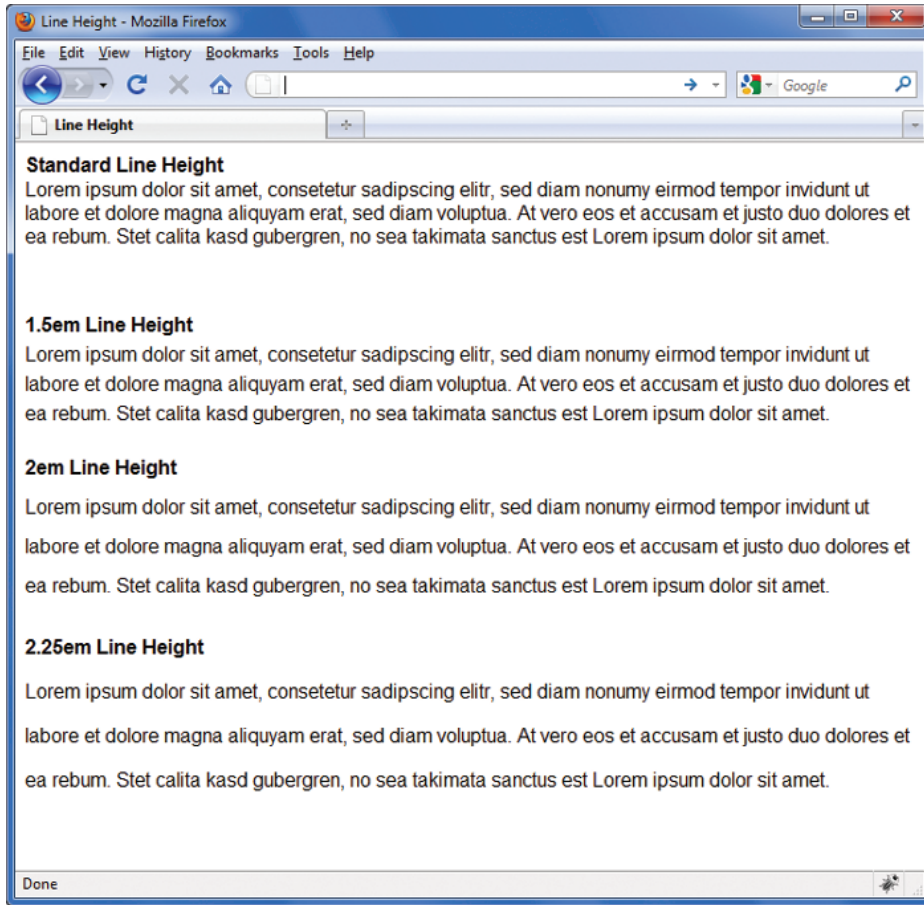 Line Height - Mozilla Firefox
File Edit View History Bookmarks Tools Help
Google
Line Height
Standard Line Height
Lorem ipsum dolor sit amet, consetetur sadipscing elitr, sed diam nonumy eirmod tempor invidunt ut
labore et dolore magna aliquyam erat, sed diam voluptua. At vero eos et accusam et justo duo dolores et
ea rebum. Stet calita kasd gubergren, no sea takimata sanctus est Lorem ipsum dolor sit amet.
1.5em Line Height
Lorem ipsum dolor sit amet, consetetur sadipscing elitr, sed diam nonumy eirmod tempor invidunt ut
labore et dolore magna aliquyam erat, sed diam voluptua. At vero eos et accusam et justo duo dolores et
ea rebum. Stet calita kasd gubergren, no sea takimata sanctus est Lorem ipsum dolor sit amet.
2em Line Height
Lorem ipsum dolor sit amet, consetetur sadipscing elitr, sed diam nonumy eirmod tempor invidunt ut
labore et dolore magna aliquyam erat, sed diam voluptua. At vero eos et accusam et justo duo dolores et
ea rebum. Stet calita kasd gubergren, no sea takimata sanctus est Lorem ipsum dolor sit amet.
2.25em Line Height
Lorem ipsum dolor sit amet, consetetur sadipscing elitr, sed diam nonumy eirmod tempor invidunt ut
labore et dolore magna aliquyam erat, sed diam voluptua. At vero eos et accusam et justo duo dolores et
ea rebum. Stet calita kasd gubergren, no sea takimata sanctus est Lorem ipsum dolor sit amet.
Done